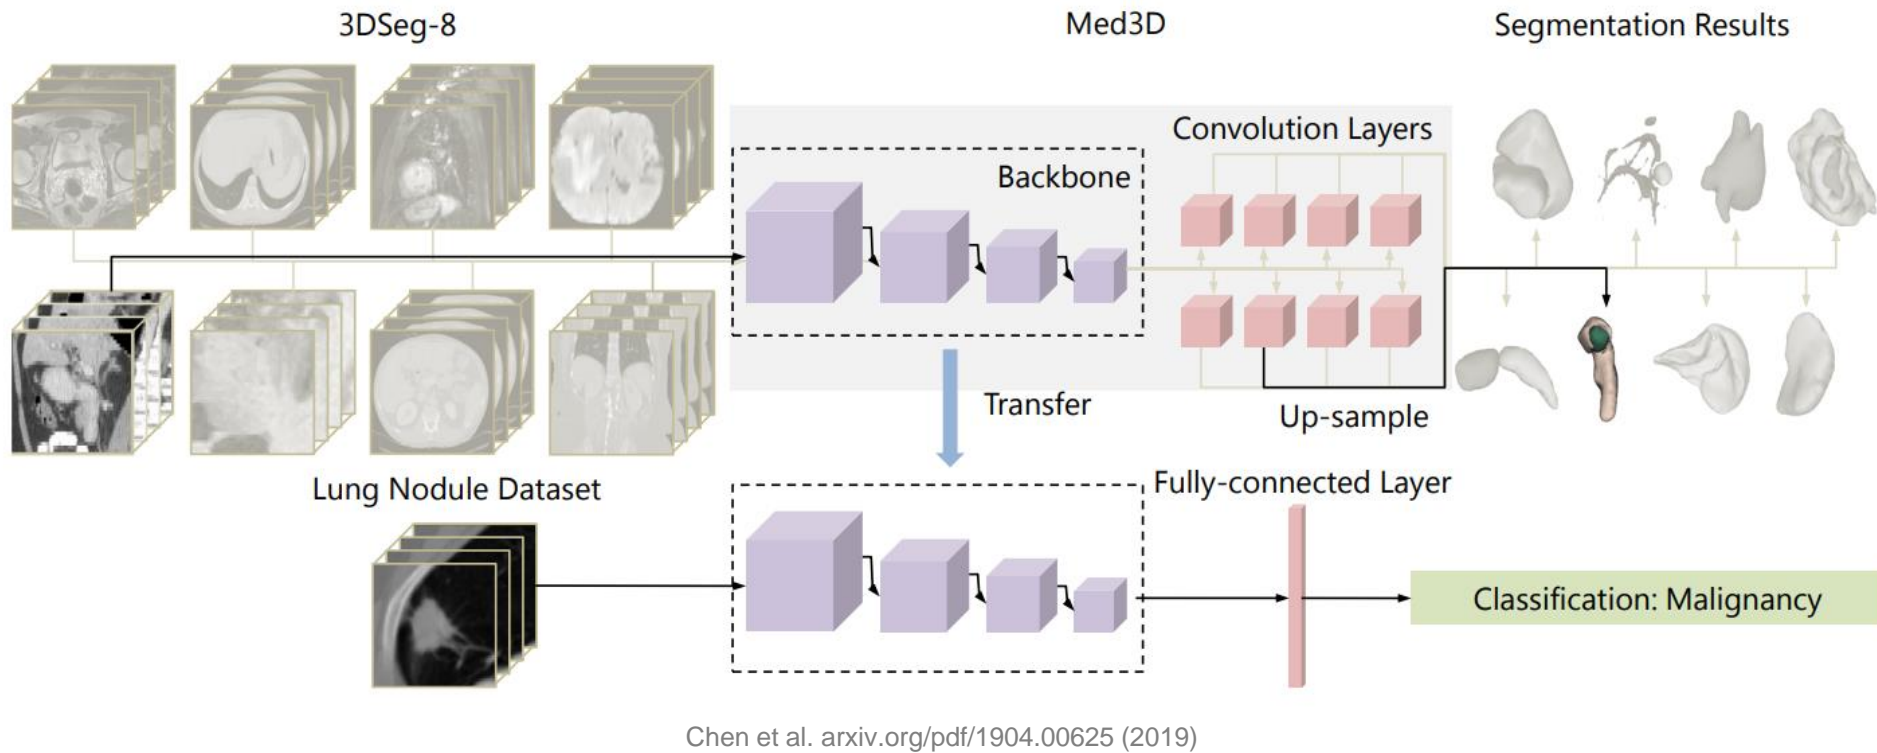 3DSeg-8
Med3D
Segmentation Results
Convolution Layers
Backbone
Transfer
Up-sample
Lung Nodule Dataset
Fully-connected Layer
Classification: Malignancy
Chen et al. arxiv.org/pdf/1904.00625 (2019)